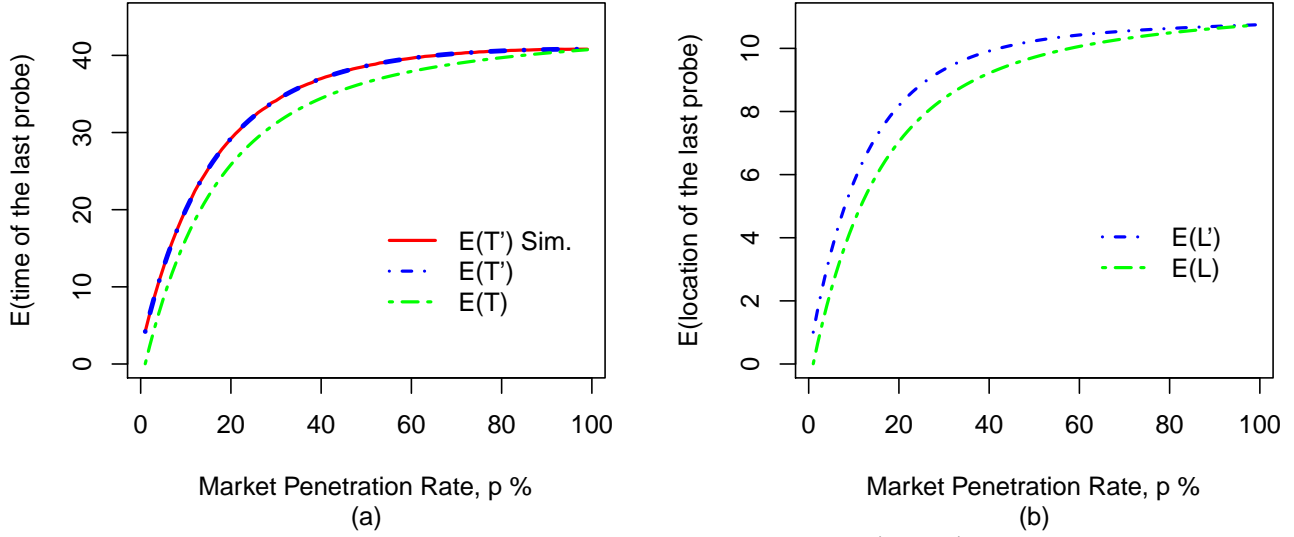 E(time of the last probe)
40
30
20
10
0
E(T') Sim.
E(T')
E(T)
0 20 40 60 80 100
Market Penetration Rate, p %
(a)
E(location of the last probe)
10
8
6
4
2
0
E(L')
E(L)
0 20 40 60 80 100
Market Penetration Rate, p %
(b)